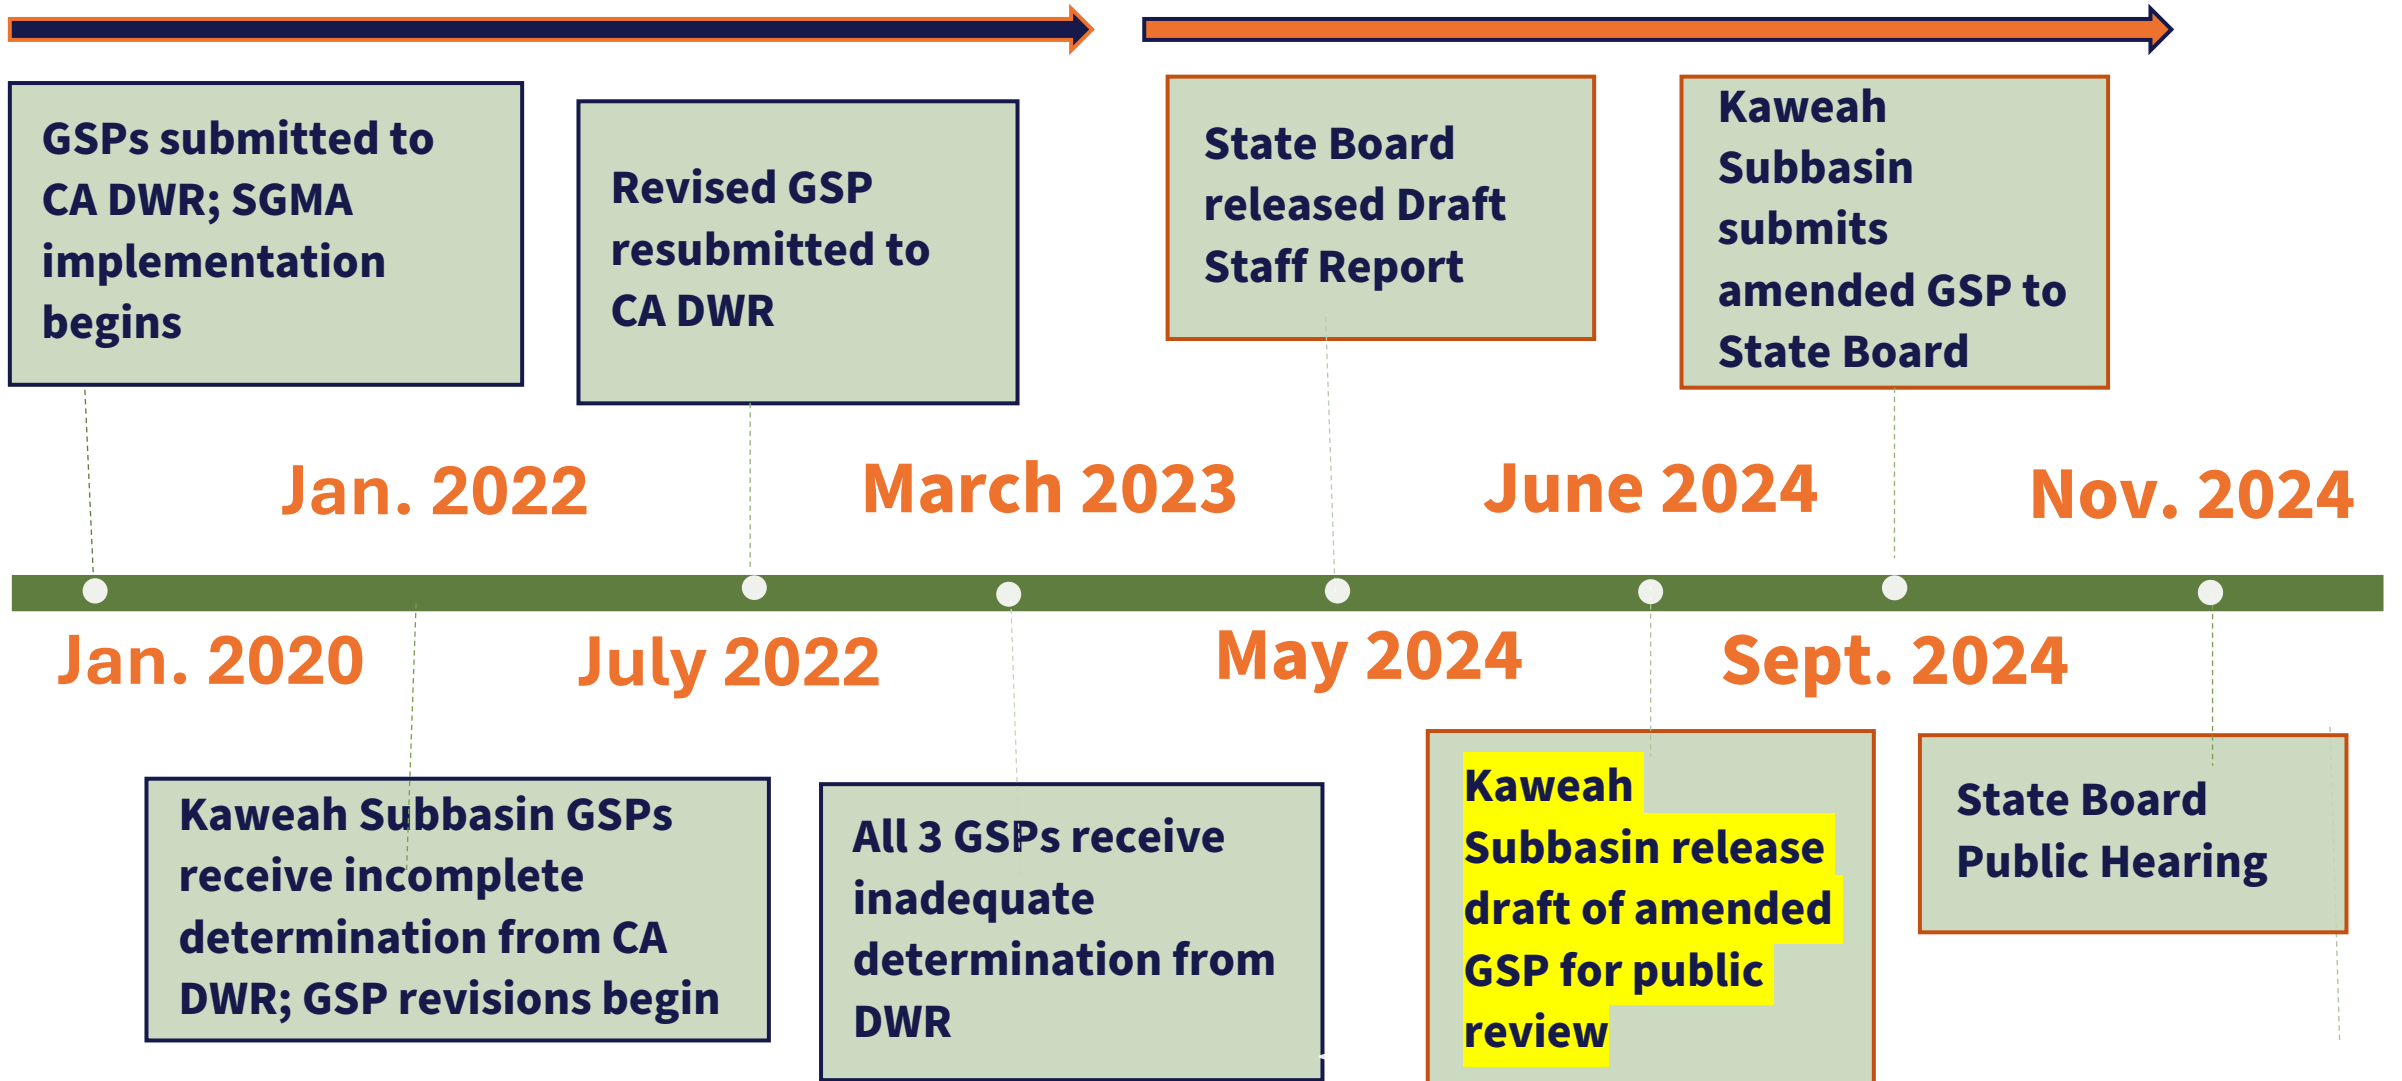 GSPs submitted to
CA DWR; SGMA
implementation
begins
Revised GSP
resubmitted to
CA DWR
State Board
released Draft
Staff Report
Kaweah
Subbasin
submits
amended GSP to
State Board
Jan. 2022
March 2023
June 2024
Nov. 2024
Jan. 2020
July 2022
May 2024
Sept. 2024
Kaweah Subbasin GSPs
receive incomplete
determination from CA
DWR; GSP revisions begin
All 3 GSPs receive
inadequate
determination from
DWR
Kaweah
Subbasin release
draft of amended
GSP for public
review
State Board
Public Hearing